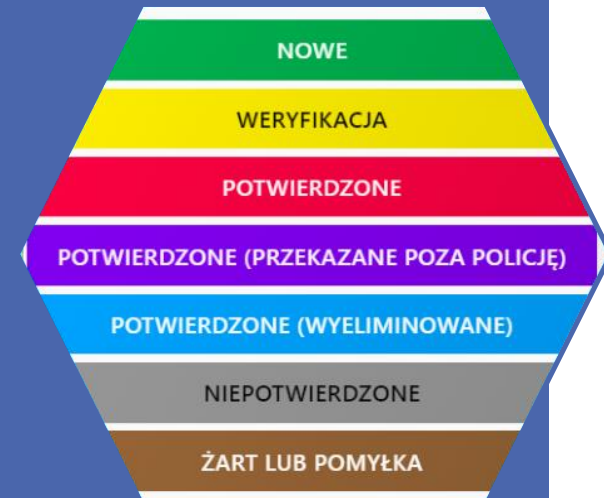 NOWE
WERYFIKACJA
POTWIERDZONE
POTWIERDZONE (PRZEKAZANE POZA POLICJĘ)
POTWIERDZONE (WYELIMINOWANE)
NIEPOTWIERDZONE
ŻART LUB POMYŁKA